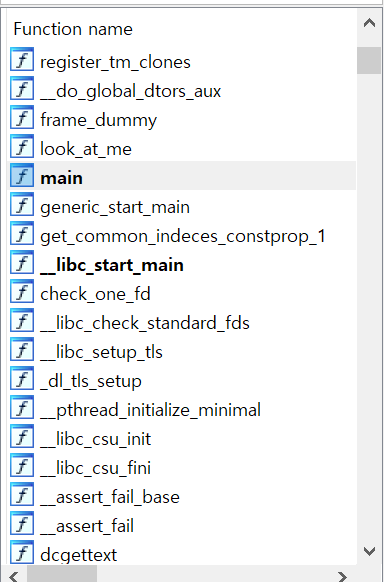 Function name
register_tm_clones
__do_global_dtors_aux
frame_dummy
look_at_me
main
generic_start_main
get_common_indeces_constprop_1
__libc_start_main
check_one_fd
__libc_check_standard_fds
__libc_setup_tls
_dl_tls_setup
__pthread_initialize_minimal
__libc_csu_init
__libc_csu_fini
__assert_fail_base
__assert_fail
dcgettext